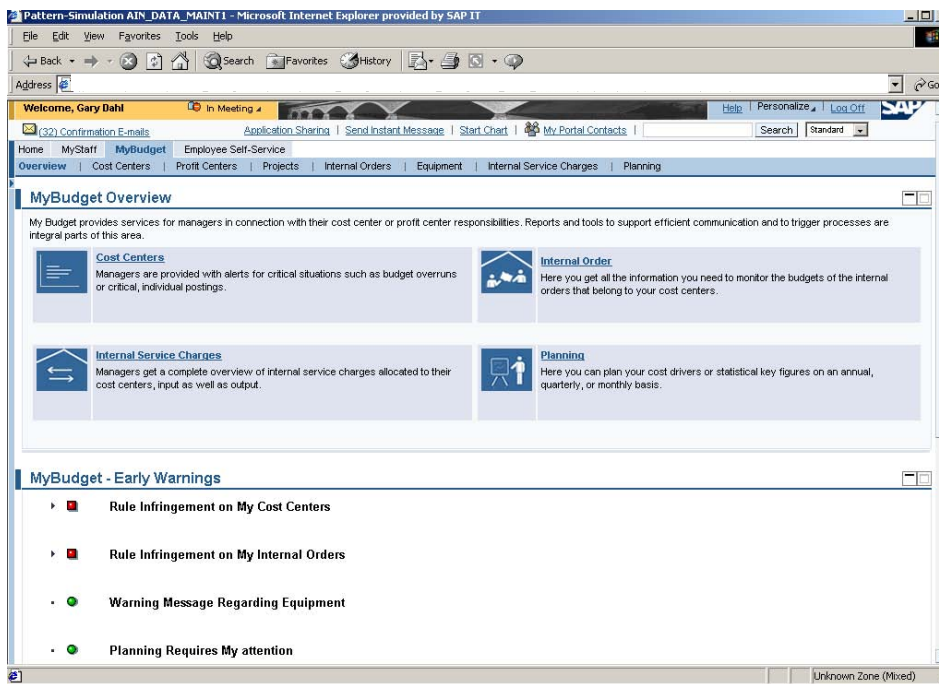 Pattern-Simulation AIN_DATA_MAINT1 - Microsoft Internet Explorer provided by SAP IT
File Edit View Favorites Tools Help
Back Search Favorites History
Address Go
Welcome, Gary Dahl In Meeting Help | Personalize | Log Off SAP
(32) Confirmation E-mails Application Sharing | Send Instant Message | Start Chart | My Portal Contacts | Search Standard
Home MyStaff MyBudget Employee Self-Service
Overview | Cost Centers | Profit Centers | Projects | Internal Orders | Equipment | Internal Service Charges | Planning
MyBudget Overview
My Budget provides services for managers in connection with their cost center or profit center responsibilities. Reports and tools to support efficient communication and to trigger processes are
integral parts of this area.
Cost Centers
Managers are provided with alerts for critical situations such as budget overruns
or critical, individual postings.
Internal Order
Here you get all the information you need to monitor the budgets of the internal
orders that belong to your cost centers.
Internal Service Charges
Managers get a complete overview of internal service charges allocated to their
cost centers, input as well as output.
Planning
Here you can plan your cost drivers or statistical key figures on an annual,
quarterly, or monthly basis.
MyBudget - Early Warnings
Rule Infringement on My Cost Centers
Rule Infringement on My Internal Orders
Warning Message Regarding Equipment
Planning Requires My attention
Unknown Zone (Mixed)